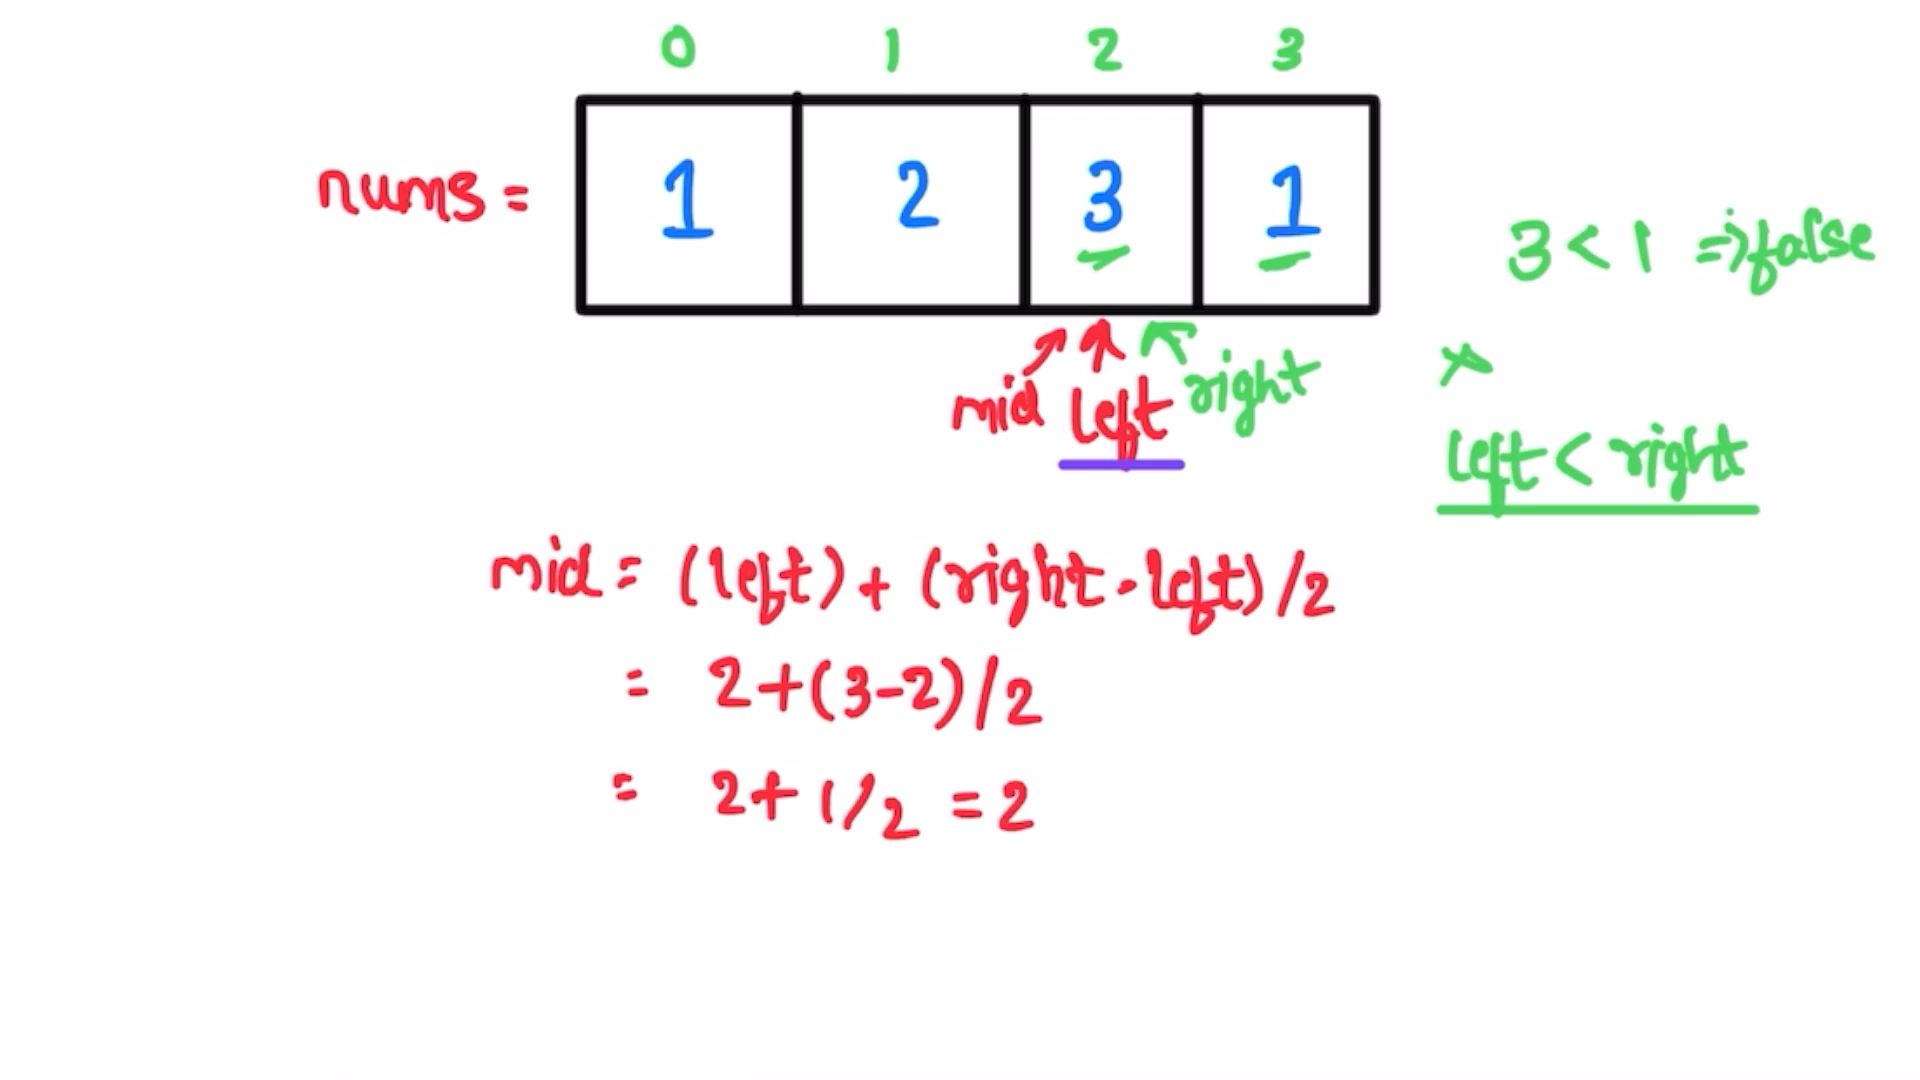 0 1 2 3
nums = 1 2 3 1
3 < 1 => false
mid left right
left < right
mid = (left) + (right - left) / 2
= 2 + (3 - 2) / 2
= 2 + 1/2 = 2